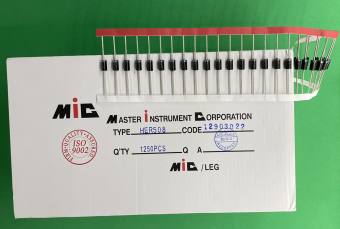 MIC
MASTER INSTRUMENT CORPORATION
TYPE HER508 CODE 12903022
ISO
9002
Q'TY 1250PCS Q A
MIC /LEG